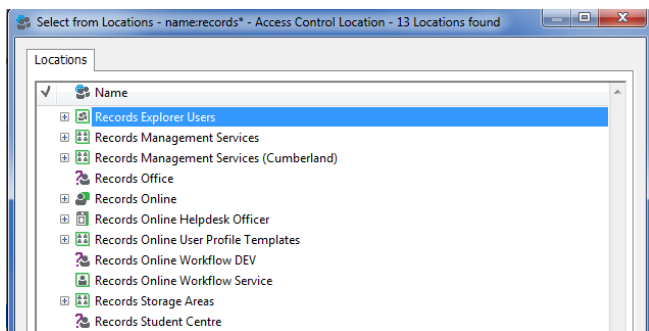 Select from Locations - name:records* - Access Control Location - 13 Locations found
Locations
Name
Records Explorer Users
Records Management Services
Records Management Services (Cumberland)
Records Office
Records Online
Records Online Helpdesk Officer
Records Online User Profile Templates
Records Online Workflow DEV
Records Online Workflow Service
Records Storage Areas
Records Student Centre